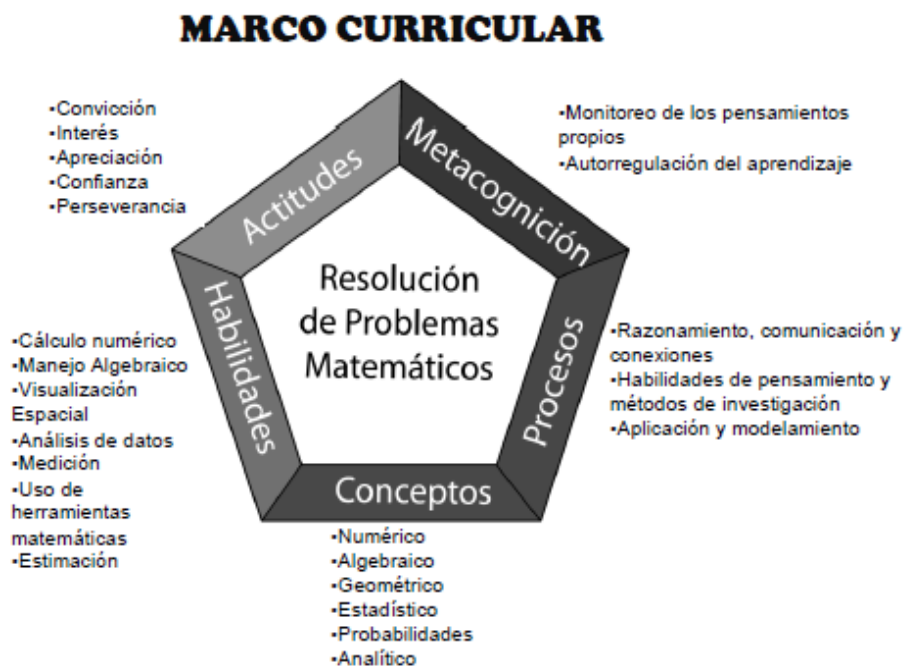 MARCO CURRICULAR
▪Convicción
▪Interés
▪Apreciación
▪Confianza
▪Perseverancia
Actitudes
Metacognición
▪Monitoreo de los pensamientos
propios
▪Autorregulación del aprendizaje
Resolución
de Problemas
Matemáticos
Habilidades
▪Cálculo numérico
▪Manejo Algebraico
▪Visualización
Espacial
▪Análisis de datos
▪Medición
▪Uso de
herramientas
matemáticas
▪Estimación
Procesos
▪Razonamiento, comunicación y
conexiones
▪Habilidades de pensamiento y
métodos de investigación
▪Aplicación y modelamiento
Conceptos
▪Numérico
▪Algebraico
▪Geométrico
▪Estadístico
▪Probabilidades
▪Analítico